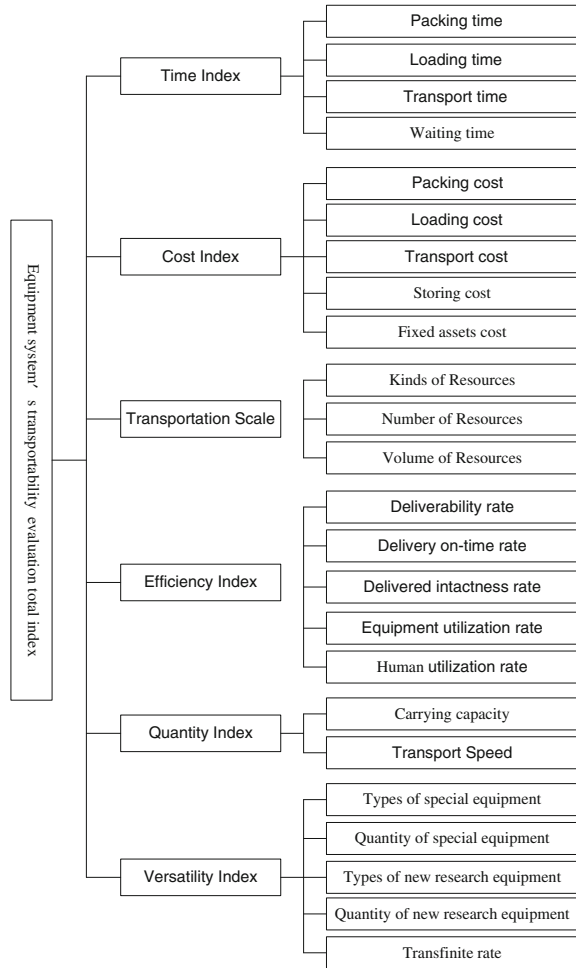 Equipment system's transportability evaluation total index
Time Index
Packing time
Loading time
Transport time
Waiting time
Cost Index
Packing cost
Loading cost
Transport cost
Storing cost
Fixed assets cost
Transportation Scale
Kinds of Resources
Number of Resources
Volume of Resources
Efficiency Index
Deliverability rate
Delivery on-time rate
Delivered intactness rate
Equipment utilization rate
Human utilization rate
Quantity Index
Carrying capacity
Transport Speed
Versatility Index
Types of special equipment
Quantity of special equipment
Types of new research equipment
Quantity of new research equipment
Transfinite rate